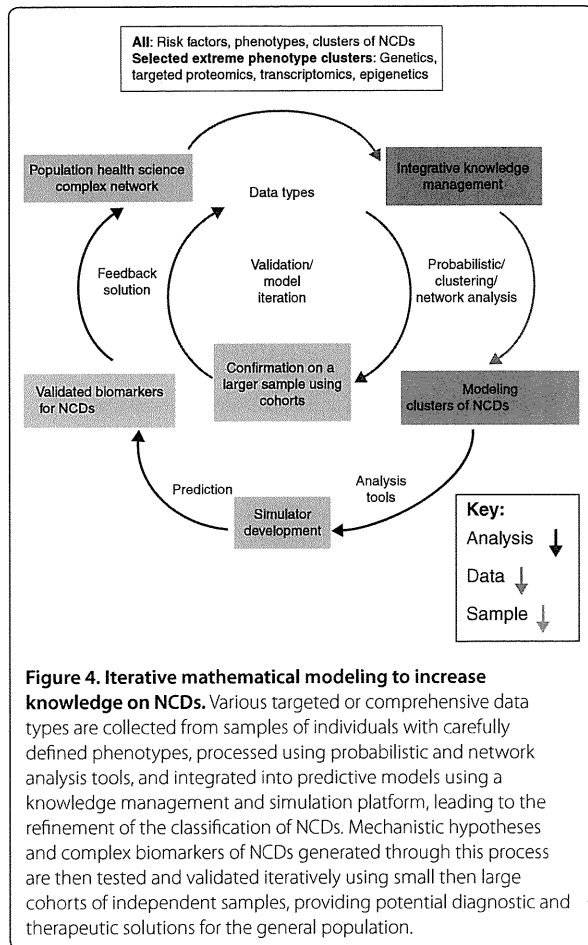 All: Risk factors, phenotypes, clusters of NCDs
Selected extreme phenotype clusters: Genetics,
targeted proteomics, transcriptomics, epigenetics
Population health science
complex network
Data types
Integrative knowledge
management
Feedback
solution
Validation/
model
iteration
Probabilistic/
clustering/
network analysis
Validated biomarkers
for NCDs
Confirmation on a
larger sample using
cohorts
Modeling
clusters of NCDs
Prediction
Simulator
development
Analysis
tools
Key:
Analysis
Data
Sample
Figure 4. Iterative mathematical modeling to increase
knowledge on NCDs. Various targeted or comprehensive data
types are collected from samples of individuals with carefully
defined phenotypes, processed using probabilistic and network
analysis tools, and integrated into predictive models using a
knowledge management and simulation platform, leading to the
refinement of the classification of NCDs. Mechanistic hypotheses
and complex biomarkers of NCDs generated through this process
are then tested and validated iteratively using small then large
cohorts of independent samples, providing potential diagnostic and
therapeutic solutions for the general population.